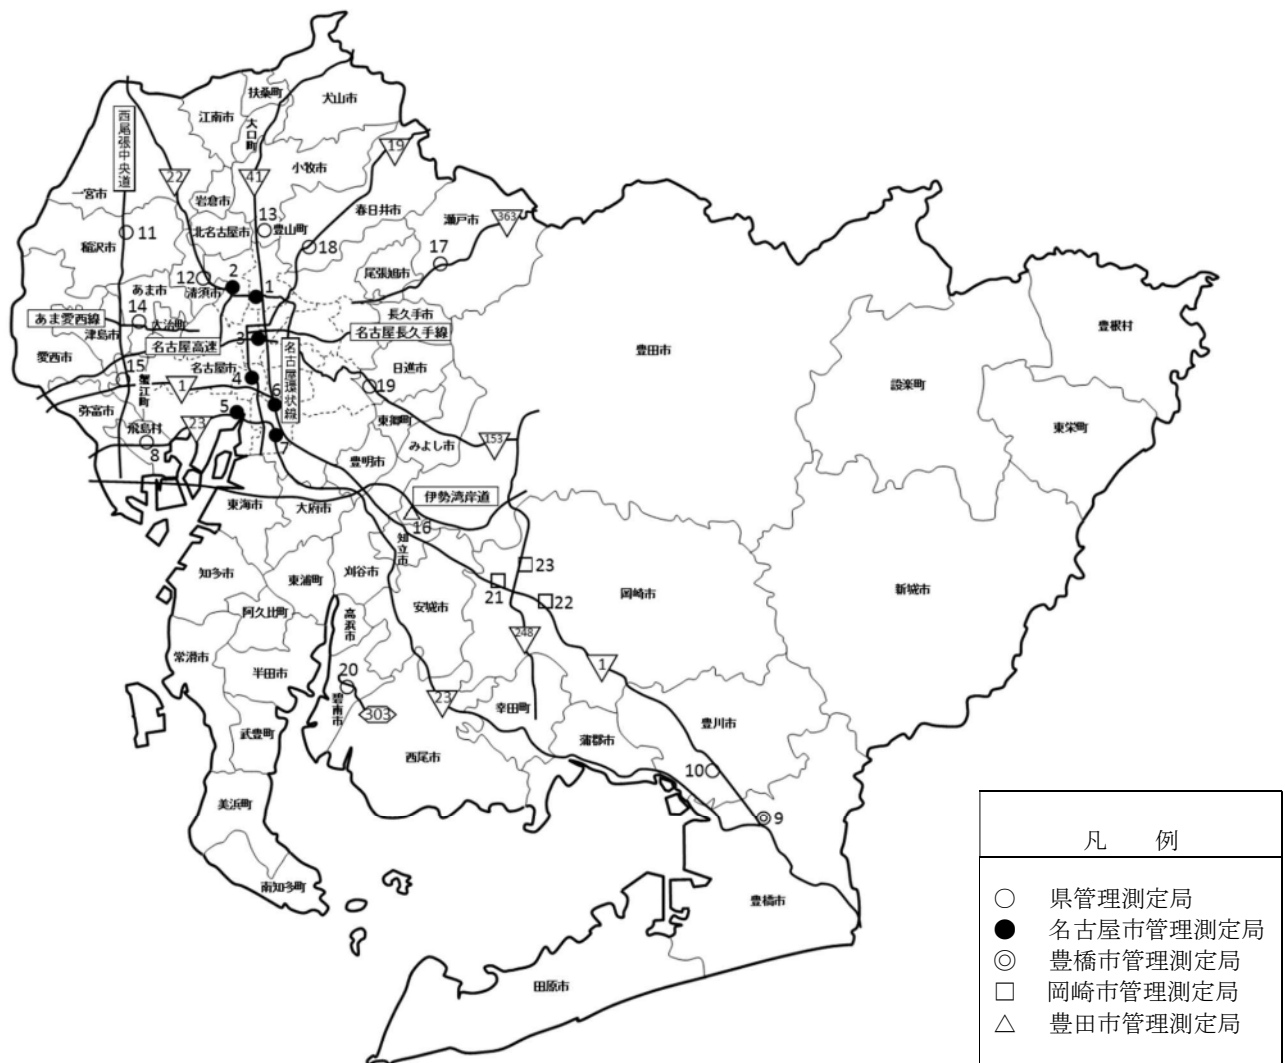 扶桑町
犬山市
江南市
大口町
西尾張中央道
19
小牧市
22
41
一宮市
岩倉市
春日井市
瀬戸市
363
13
11
北名古屋市
豊山町
稲沢市
18
17
12
2
尾張旭市
あま市
清須市
1
14
長久手市
あま愛西線
大治町
3
名古屋長久手線
津島市
名古屋高速
名古屋環状線
豊根村
豊田市
愛西市
15
名古屋市
4
日進市
設楽町
蟹江町
1
19
6
弥富市
5
東郷町
飛島村
23
みよし市
153
東栄町
8
7
豊明市
伊勢湾岸道
東海市
大府市
16
知立市
知多市
東浦町
刈谷市
23
21
岡崎市
新城市
22
阿久比町
高浜市
安城市
248
常滑市
1
半田市
20
碧南市
303
23
幸田町
豊川市
武豊町
蒲郡市
西尾市
10
美浜町
9
南知多町
豊橋市
田原市
凡 例
○ 県管理測定局
● 名古屋市管理測定局
◎ 豊橋市管理測定局
□ 岡崎市管理測定局
△ 豊田市管理測定局